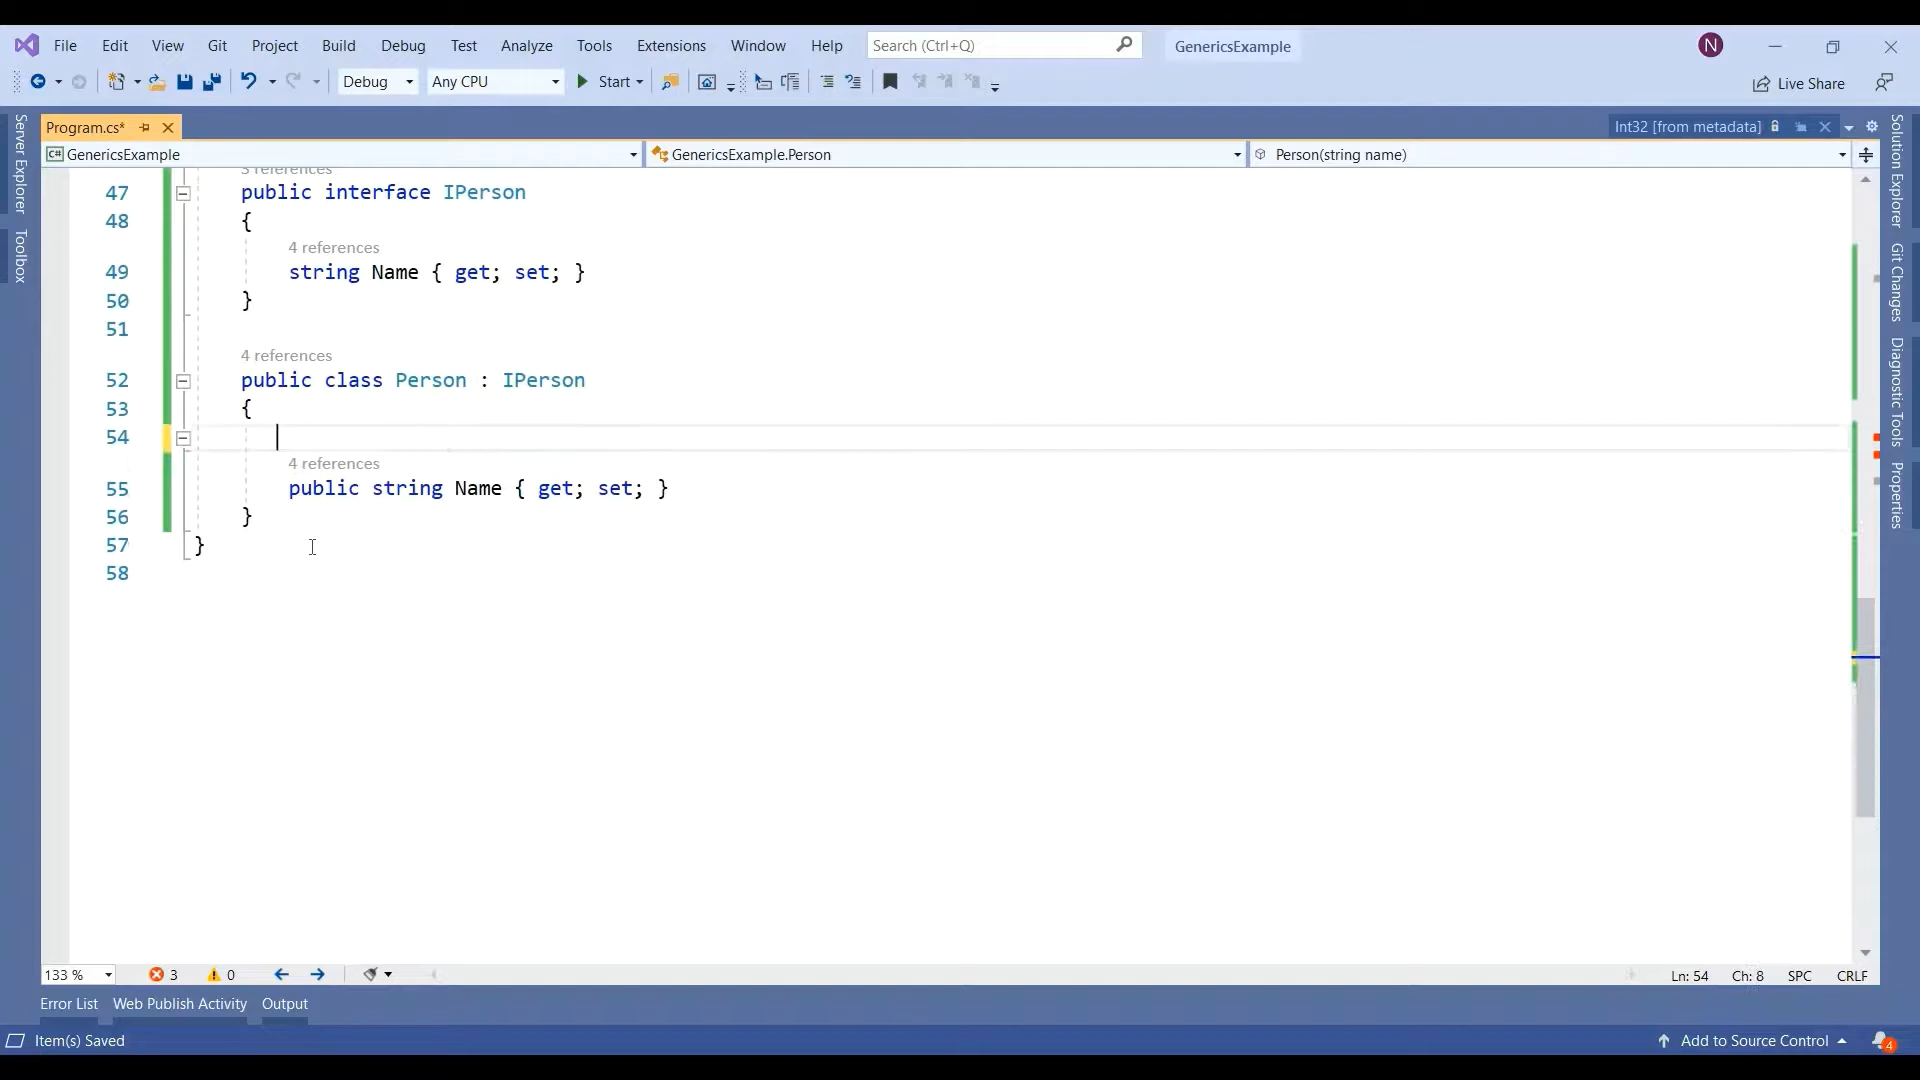 File Edit View Git Project Build Debug Test Analyze Tools Extensions Window Help Search (Ctrl+Q) GenericsExample N
Debug Any CPU Start Live Share
Program.cs* Int32 [from metadata]
C# GenericsExample GenericsExample.Person Person(string name)
Server Explorer
Toolbox
3 references
47 public interface IPerson
48 {
4 references
49 string Name { get; set; }
50 }
51
4 references
52 public class Person : IPerson
53 {
54
4 references
55 public string Name { get; set; }
56 }
57 }
58
Solution Explorer
Git Changes
Diagnostic Tools
Properties
133 % 3 0 Ln: 54 Ch: 8 SPC CRLF
Error List Web Publish Activity Output
Item(s) Saved Add to Source Control 4